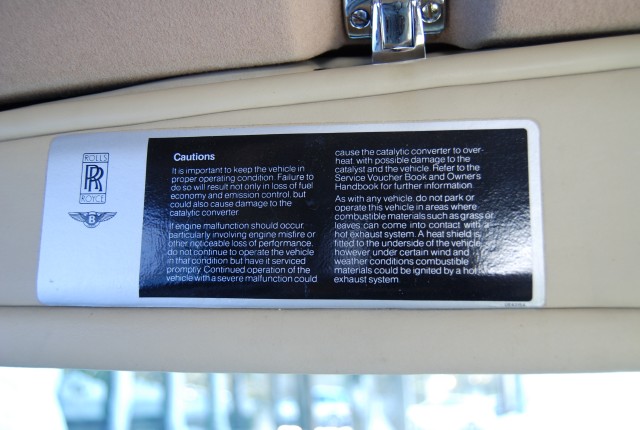 ROLLS
RR
ROYCE
B
Cautions
It is important to keep the vehicle in
proper operating condition. Failure to
do so will result not only in loss of fuel
economy and emission control, but
could also cause damage to the
catalytic converter
If engine malfunction should occur,
particularly involving engine misfire or
other noticeable loss of performance,
do not continue to operate the vehicle
in that condition but have it serviced
promptly. Continued operation of the
vehicle with a severe malfunction could
cause the catalytic converter to over-
heat, with possible damage to the
catalyst and the vehicle. Refer to the
Service Voucher Book and Owner's
Handbook for further information.
As with any vehicle, do not park or
operate this vehicle in areas where
combustible materials such as grass or
leaves can come into contact with a
hot exhaust system. A heat shield is
fitted to the underside of the vehicle,
however under certain wind and
weather conditions combustible
materials could be ignited by a hot
exhaust system